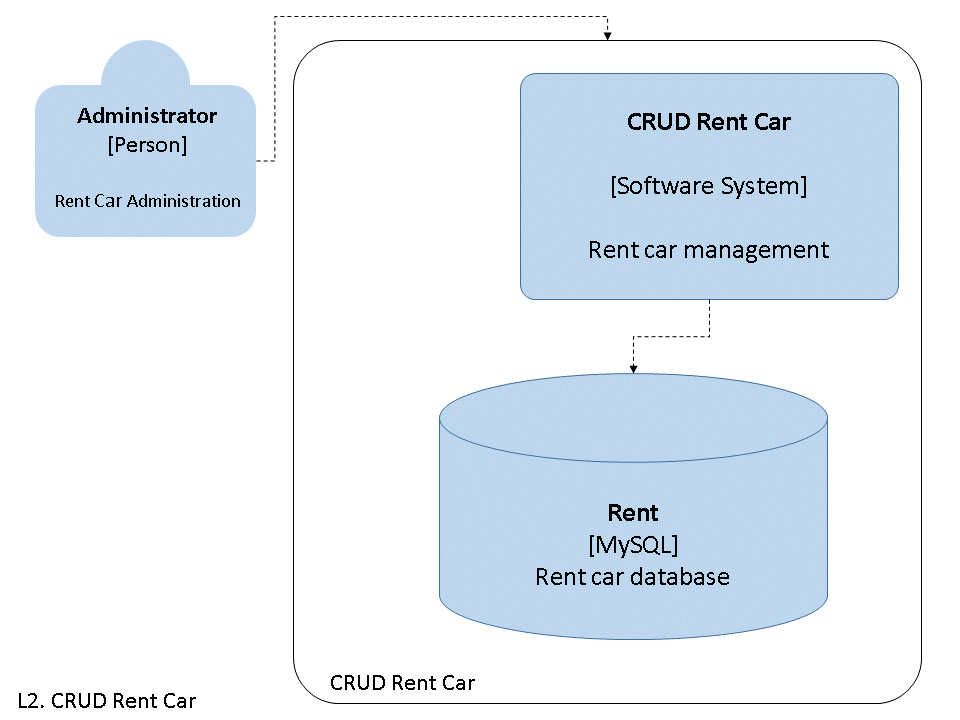 Administrator
[Person]
Rent Car Administration
CRUD Rent Car
[Software System]
Rent car management
Rent
[MySQL]
Rent car database
CRUD Rent Car
L2. CRUD Rent Car